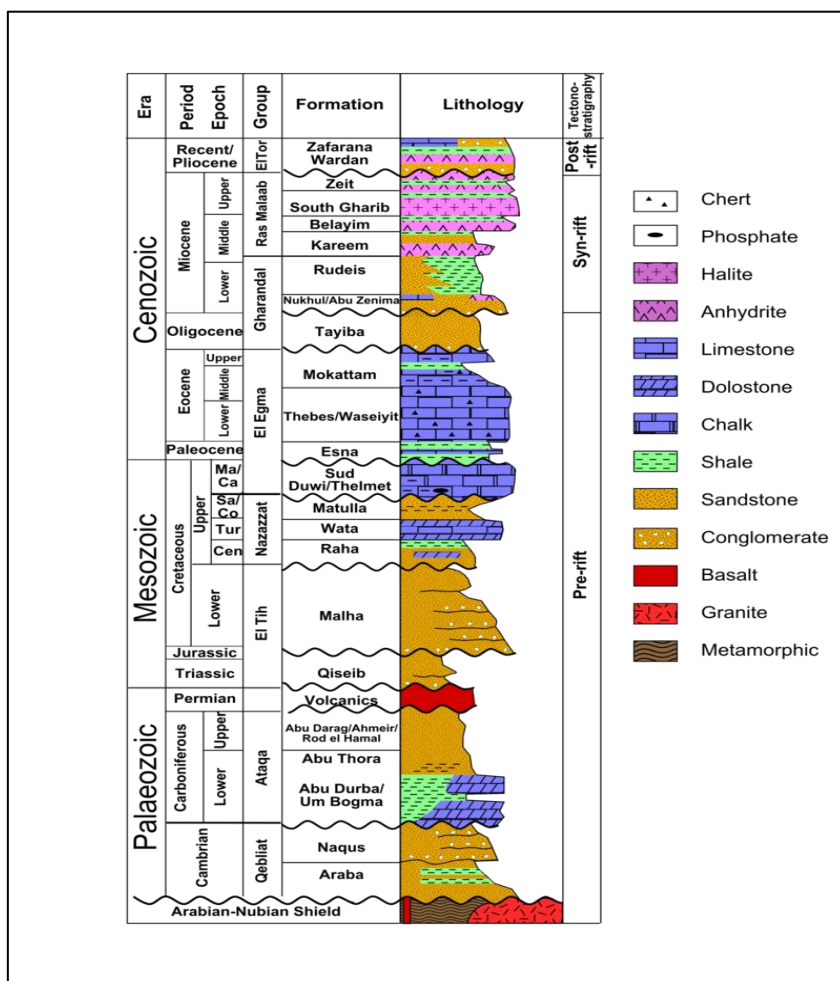 Era
Period
Epoch
Group
Formation
Lithology
Tectono-
stratigraphy
Cenozoic
Mesozoic
Palaeozoic
Recent/
Pliocene
Miocene
Upper
Middle
Lower
Oligocene
Eocene
Upper
Middle
Lower
Paleocene
Cretaceous
Upper
Ma/
Ca
Sa/
Co
Tur
Cen
Lower
Jurassic
Triassic
Permian
Carboniferous
Upper
Lower
Cambrian
ElTor
Ras Malaab
Gharandal
El Egma
Nazazzat
El Tih
Ataqa
Qebliat
Zafarana
Wardan
Zeit
South Gharib
Belayim
Kareem
Rudeis
Nukhul/Abu Zenima
Tayiba
Mokattam
Thebes/Waseiyit
Esna
Sud
Duwi/Thelmet
Matulla
Wata
Raha
Malha
Qiseib
Volcanics
Abu Darag/Ahmeir/
Rod el Hamal
Abu Thora
Abu Durba/
Um Bogma
Naqus
Araba
Arabian-Nubian Shield
Post
-rift
Syn-rift
Pre-rift
Chert
Phosphate
Halite
Anhydrite
Limestone
Dolostone
Chalk
Shale
Sandstone
Conglomerate
Basalt
Granite
Metamorphic